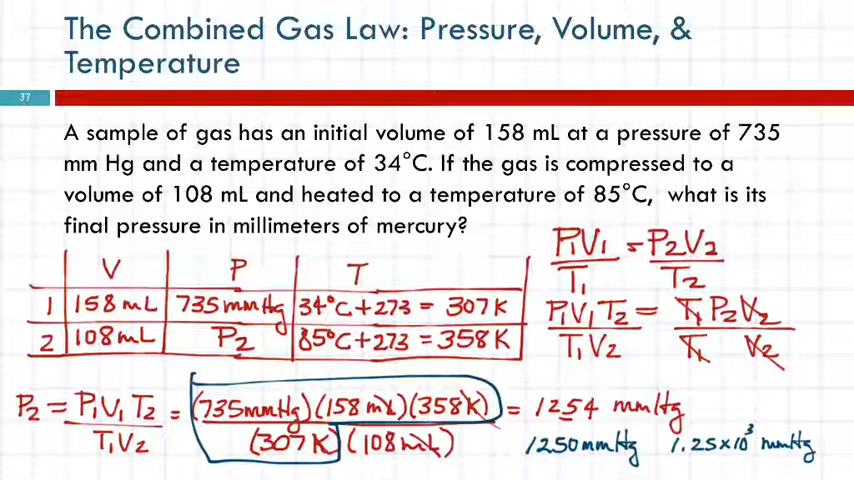 The Combined Gas Law: Pressure, Volume, &
Temperature
37
A sample of gas has an initial volume of 158 mL at a pressure of 735
mm Hg and a temperature of 34°C. If the gas is compressed to a
volume of 108 mL and heated to a temperature of 85°C, what is its
final pressure in millimeters of mercury?
P₁V₁/T₁ = P₂V₂/T₂
V P T
1 158 mL 735 mmHg 34°C+273 = 307 K
2 108 mL P₂ 85°C+273 = 358 K
P₁V₁T₂/T₁V₂ = T₁P₂V₂/T₁V₂
P₂ = P₁V₁T₂/T₁V₂ = (735 mmHg)(158 mL)(358 K)/(307 K)(108 mL) = 1254 mmHg
1250 mmHg 1.25×10³ mmHg